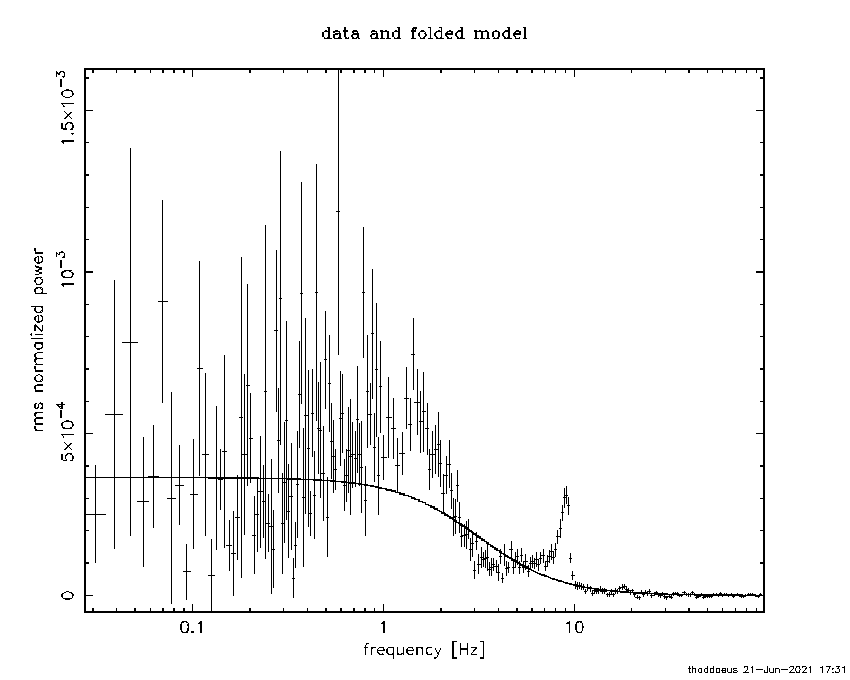 data and folded model
1.5×10⁻³
10⁻³
5×10⁻⁴
0
rms normalized power
0.1
1
10
frequency [Hz]
thaddaeus 21-Jun-2021 17:31